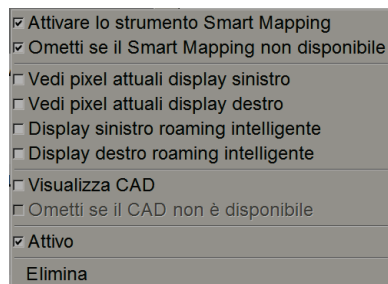 Attivare lo strumento Smart Mapping
Ometti se il Smart Mapping non disponibile
Vedi pixel attuali display sinistro
Vedi pixel attuali display destro
Display sinistro roaming intelligente
Display destro roaming intelligente
Visualizza CAD
Ometti se il CAD non è disponibile
Attivo
Elimina